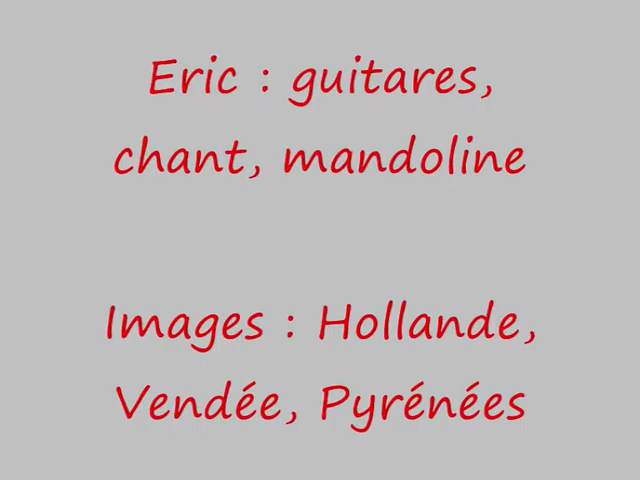 Eric : guitares,
chant, mandoline
Images : Hollande,
Vendée, Pyrénées